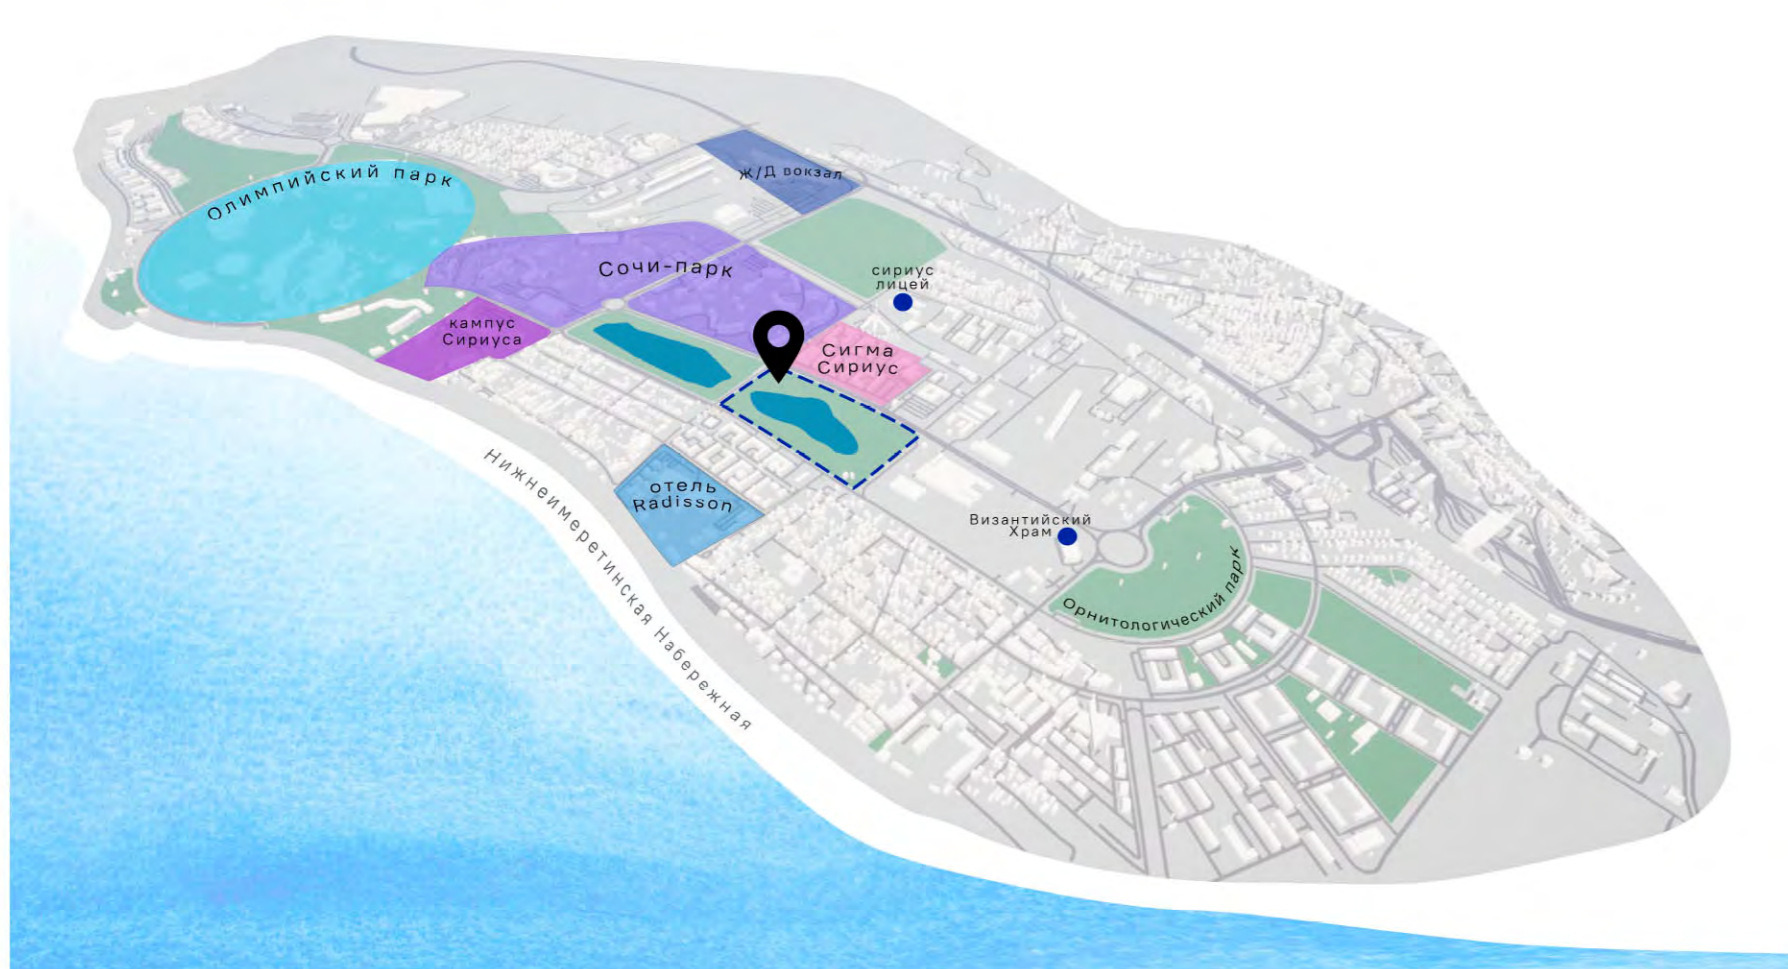 Олимпийский парк
Ж/Д вокзал
Сочи-парк
сириус
лицей
кампус
Сириуса
Сигма
Сириус
отель
Radisson
Нижнеимеретинская Набережная
Византийский
Храм
Орнитологический парк